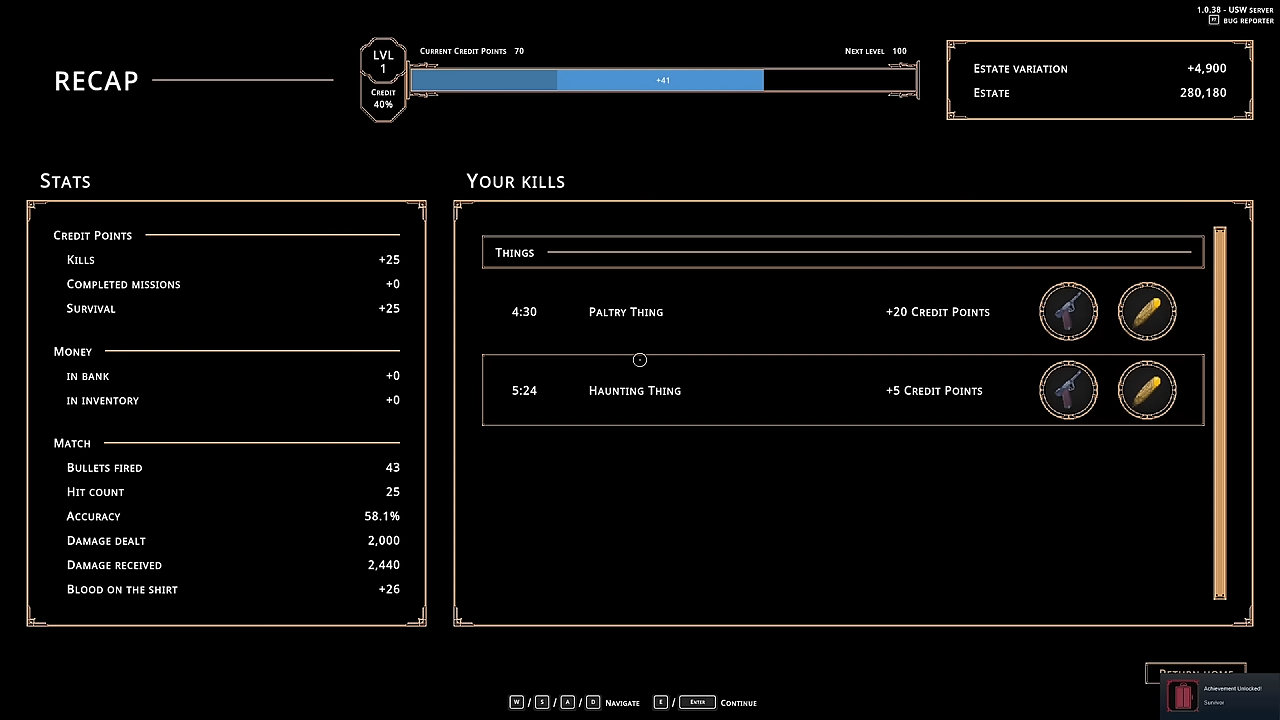 1.0.38 - USW SERVER
F7 BUG REPORTER
RECAP
LVL
1
CREDIT
40%
CURRENT CREDIT POINTS 70
NEXT LEVEL 100
+41
ESTATE VARIATION +4,900
ESTATE 280,180
STATS
CREDIT POINTS
KILLS +25
COMPLETED MISSIONS +0
SURVIVAL +25
MONEY
IN BANK +0
IN INVENTORY +0
MATCH
BULLETS FIRED 43
HIT COUNT 25
ACCURACY 58.1%
DAMAGE DEALT 2,000
DAMAGE RECEIVED 2,440
BLOOD ON THE SHIRT +26
YOUR KILLS
THINGS
4:30 PALTRY THING +20 CREDIT POINTS
5:24 HAUNTING THING +5 CREDIT POINTS
RETURN HOME
Achievement Unlocked!
Survivor
W / S / A / D NAVIGATE E / ENTER CONTINUE